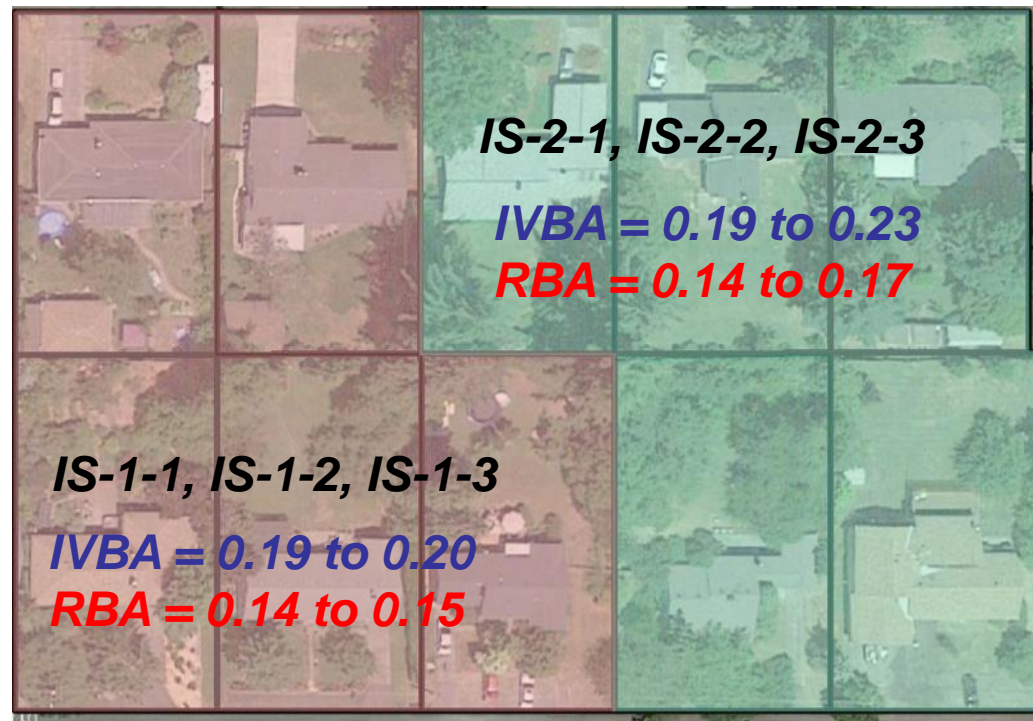 IS-2-1, IS-2-2, IS-2-3
IVBA = 0.19 to 0.23
RBA = 0.14 to 0.17
IS-1-1, IS-1-2, IS-1-3
IVBA = 0.19 to 0.20
RBA = 0.14 to 0.15